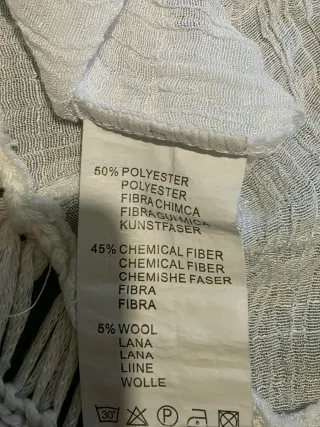 50% POLYESTER
POLYESTER
FIBRA CHIMCA
FIBRA GUIMICA
KUNSTFASER
45% CHEMICAL FIBER
CHEMICAL FIBER
CHEMISHE FASER
FIBRA
FIBRA
5% WOOL
LANA
LANA
LIINE
WOLLE
30° P